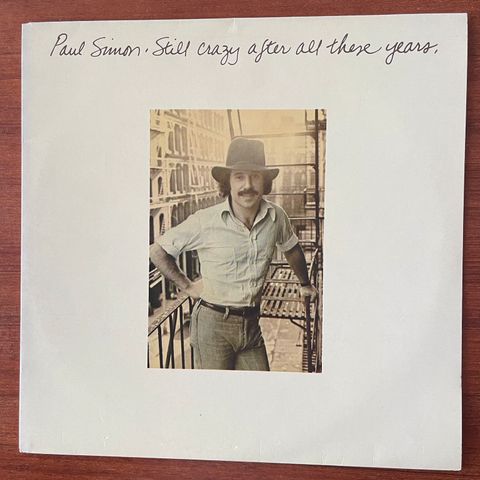 Paul Simon. Still crazy after all these years.